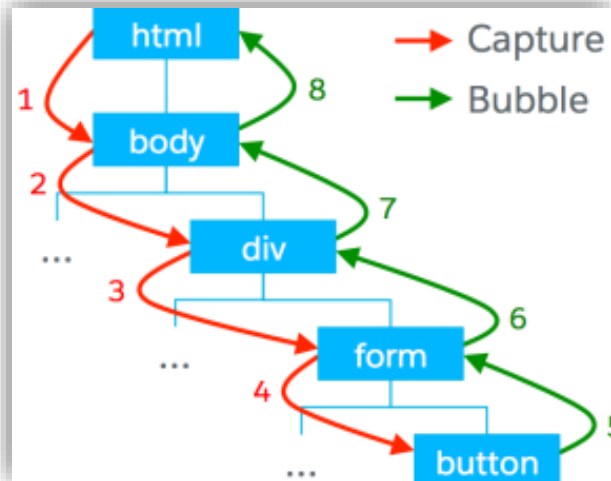 html
Capture
1
8
Bubble
body
2
7
...
div
3
6
...
form
4
5
...
button